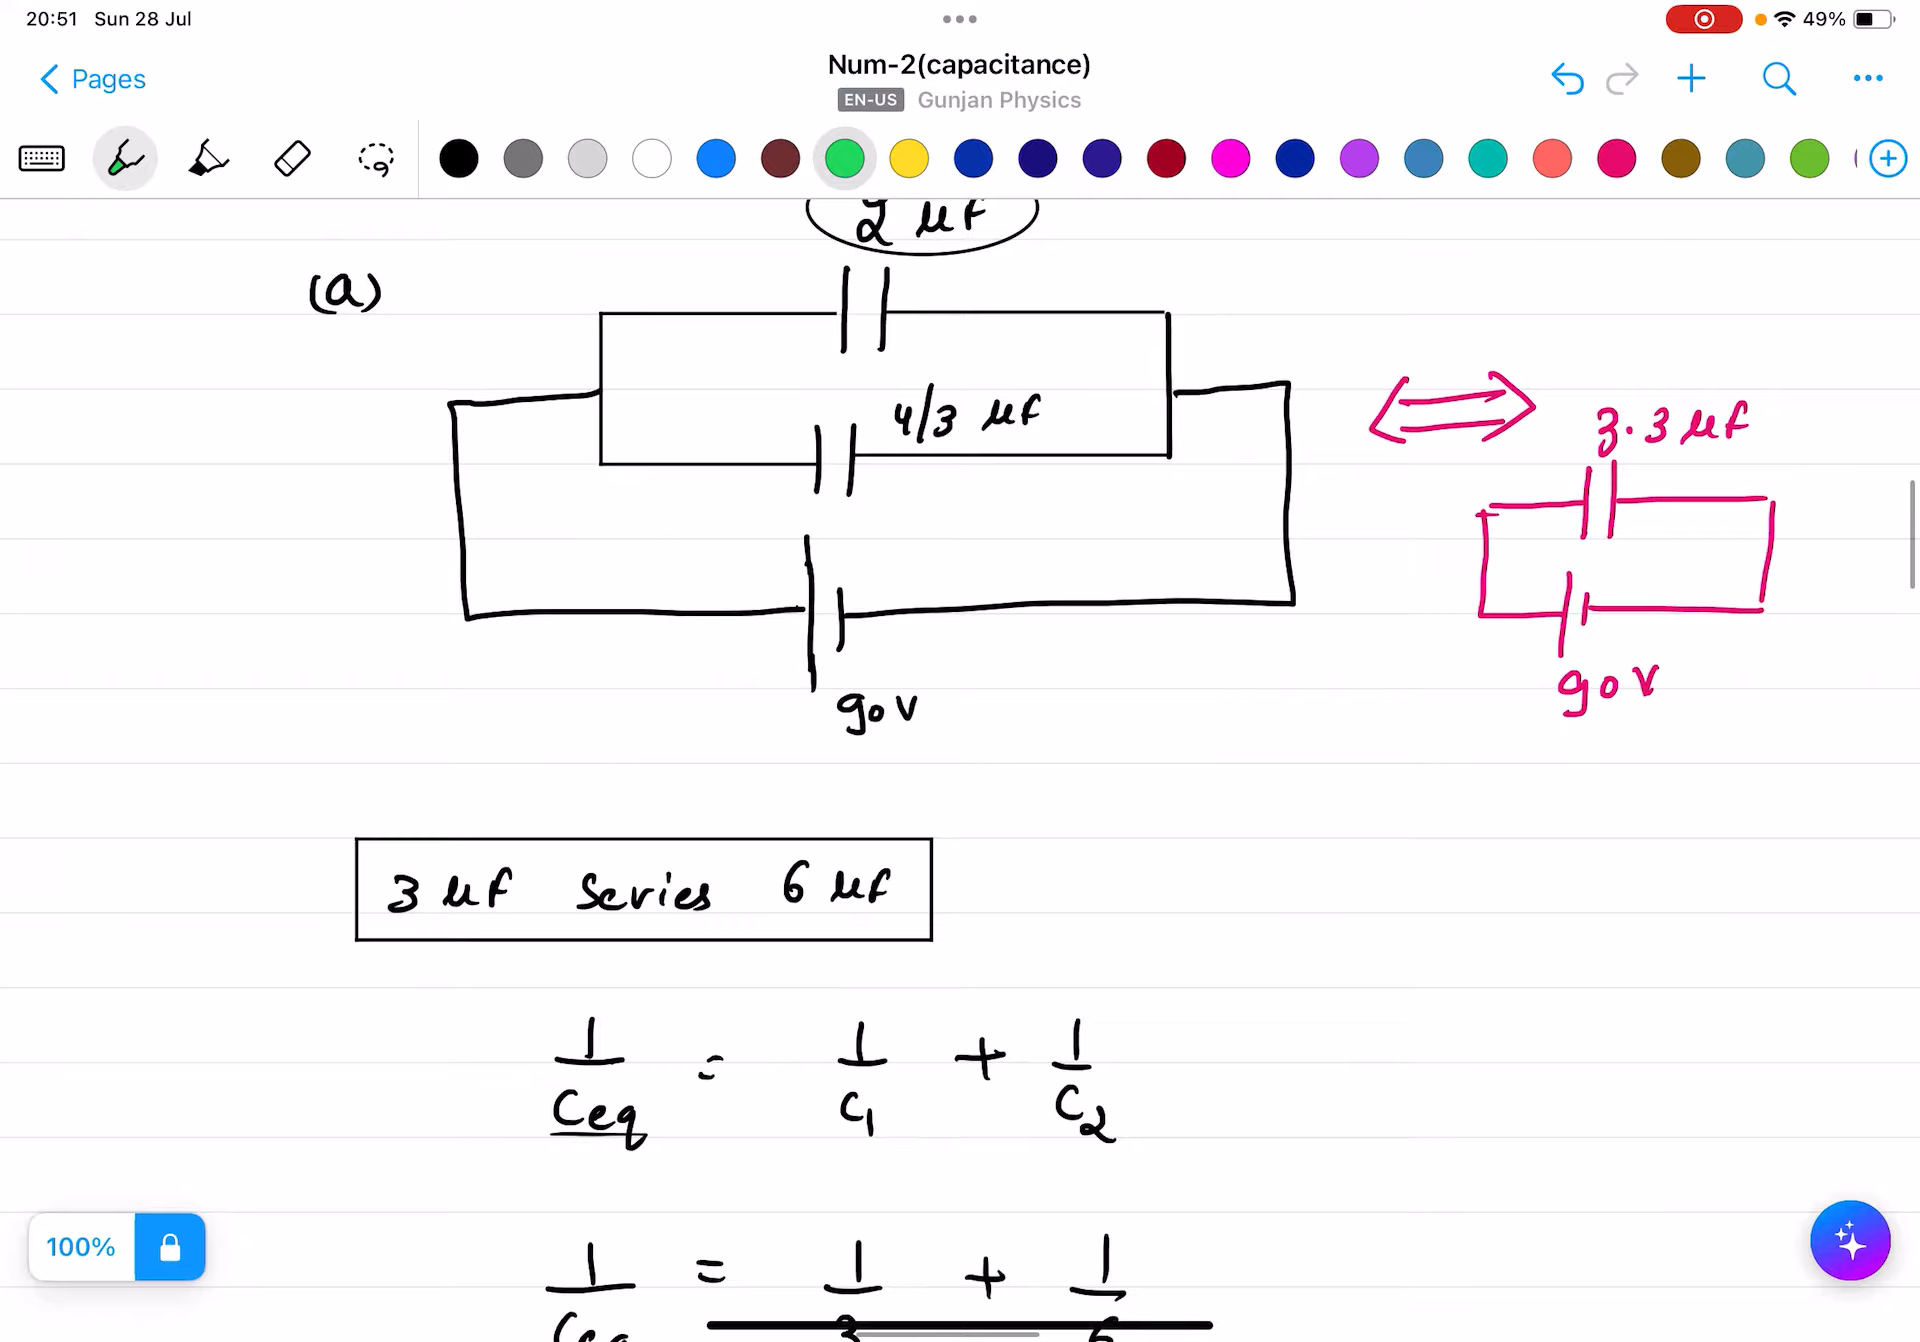 20:51 Sun 28 Jul
49%
Pages
Num-2(capacitance)
EN-US Gunjan Physics
2 μf
(a)
4/3 μf
3.3 μf
90 V
90 V
3 μf Series 6 μf
1/Ceq = 1/C1 + 1/C2
1/Ceq = 1/3 + 1/6
100%